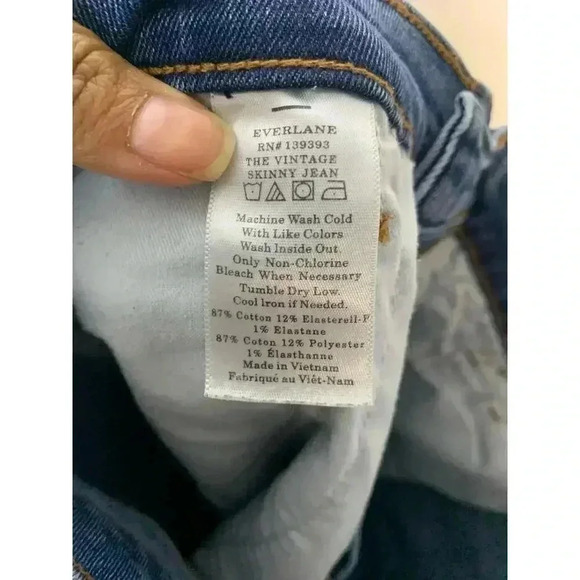 EVERLANE
RN# 139393
THE VINTAGE
SKINNY JEAN
Machine Wash Cold
With Like Colors
Wash Inside Out.
Only Non-Chlorine
Bleach When Necessary
Tumble Dry Low.
Cool Iron if Needed.
87% Cotton 12% Elasterell-P
1% Elastane
87% Coton 12% Polyester
1% Élasthanne
Made in Vietnam
Fabriqué au Viêt-Nam